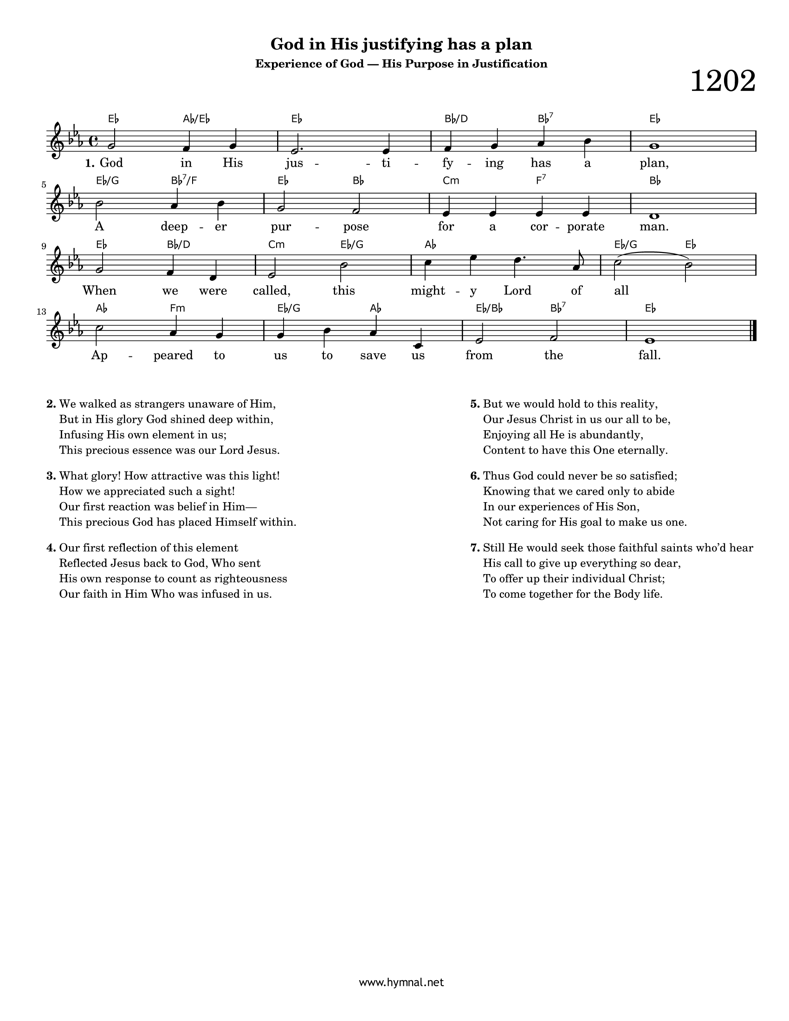 God in His justifying has a plan
Experience of God — His Purpose in Justification
1202
E♭ A♭/E♭ E♭ B♭/D B♭7 E♭
1. God in His jus - ti - fy - ing has a plan,
5
E♭/G B♭7/F E♭ B♭ Cm F7 B♭
A deep - er pur - pose for a cor - porate man.
9
E♭ B♭/D Cm E♭/G A♭ E♭/G E♭
When we were called, this might - y Lord of all
13
A♭ Fm E♭/G A♭ E♭/B♭ B♭7 E♭
Ap - peared to us to save us from the fall.
2. We walked as strangers unaware of Him,
But in His glory God shined deep within,
Infusing His own element in us;
This precious essence was our Lord Jesus.
3. What glory! How attractive was this light!
How we appreciated such a sight!
Our first reaction was belief in Him—
This precious God has placed Himself within.
4. Our first reflection of this element
Reflected Jesus back to God, Who sent
His own response to count as righteousness
Our faith in Him Who was infused in us.
5. But we would hold to this reality,
Our Jesus Christ in us our all to be,
Enjoying all He is abundantly,
Content to have this One eternally.
6. Thus God could never be so satisfied;
Knowing that we cared only to abide
In our experiences of His Son,
Not caring for His goal to make us one.
7. Still He would seek those faithful saints who'd hear
His call to give up everything so dear,
To offer up their individual Christ;
To come together for the Body life.
www.hymnal.net